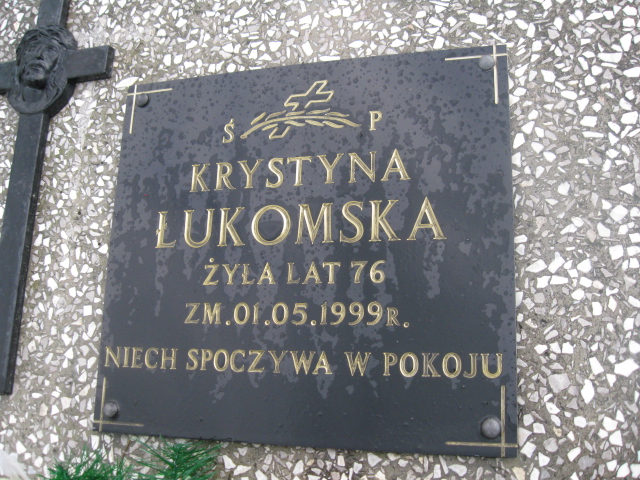 Ś P
KRYSTYNA
ŁUKOMSKA
ŻYŁA LAT 76
ZM.01.05.1999R.
NIECH SPOCZYWA W POKOJU